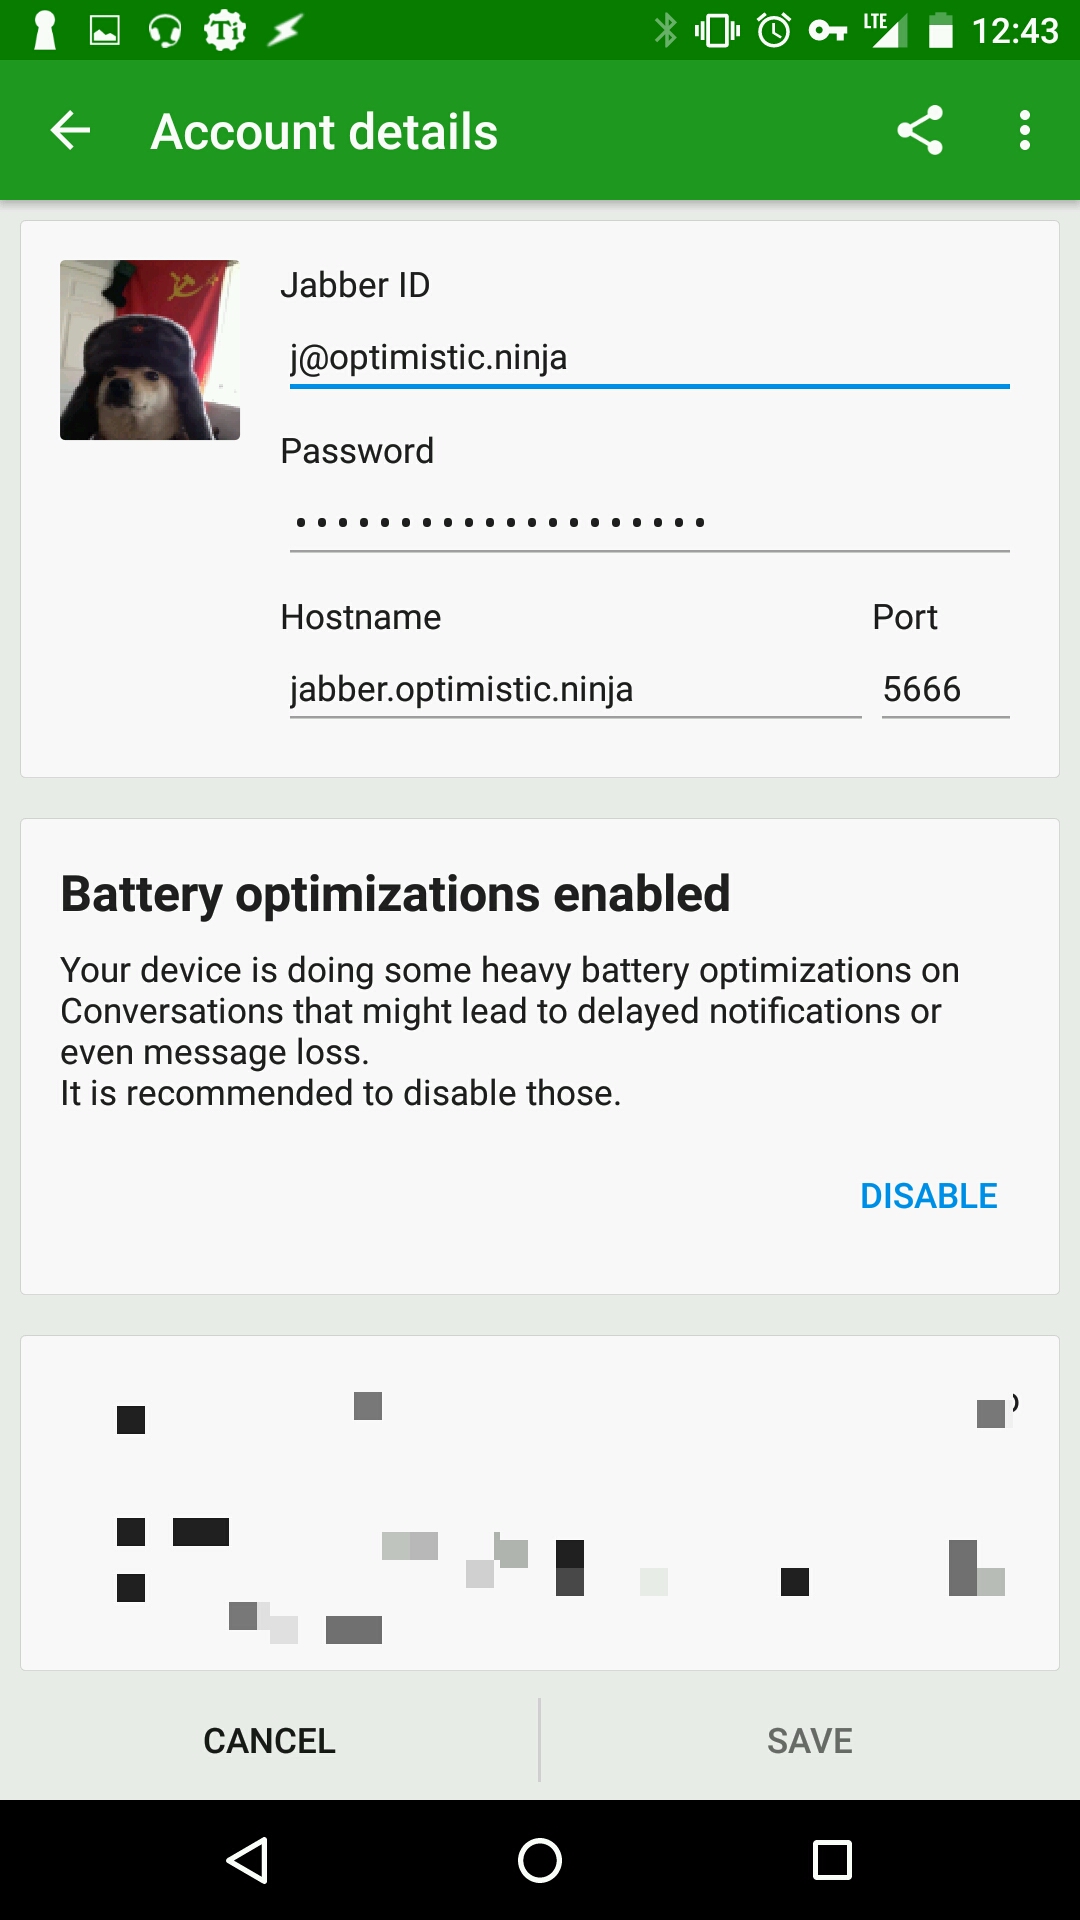 Ti LTE 12:43
Account details
Jabber ID
j@optimistic.ninja
Password
••••••••••••••••••••
Hostname Port
jabber.optimistic.ninja 5666
Battery optimizations enabled
Your device is doing some heavy battery optimizations on
Conversations that might lead to delayed notifications or
even message loss.
It is recommended to disable those.
DISABLE
CANCEL SAVE